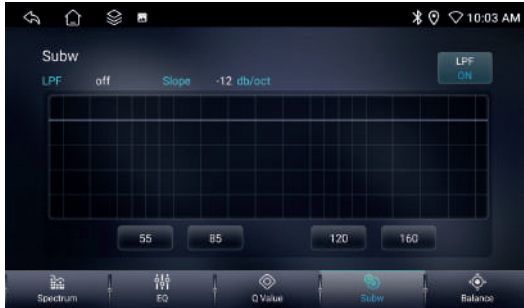 10:03 AM
Subw
LPF off Slope -12 db/oct
LPF
ON
55 85 120 160
Spectrum EQ Q Value Subw Balance